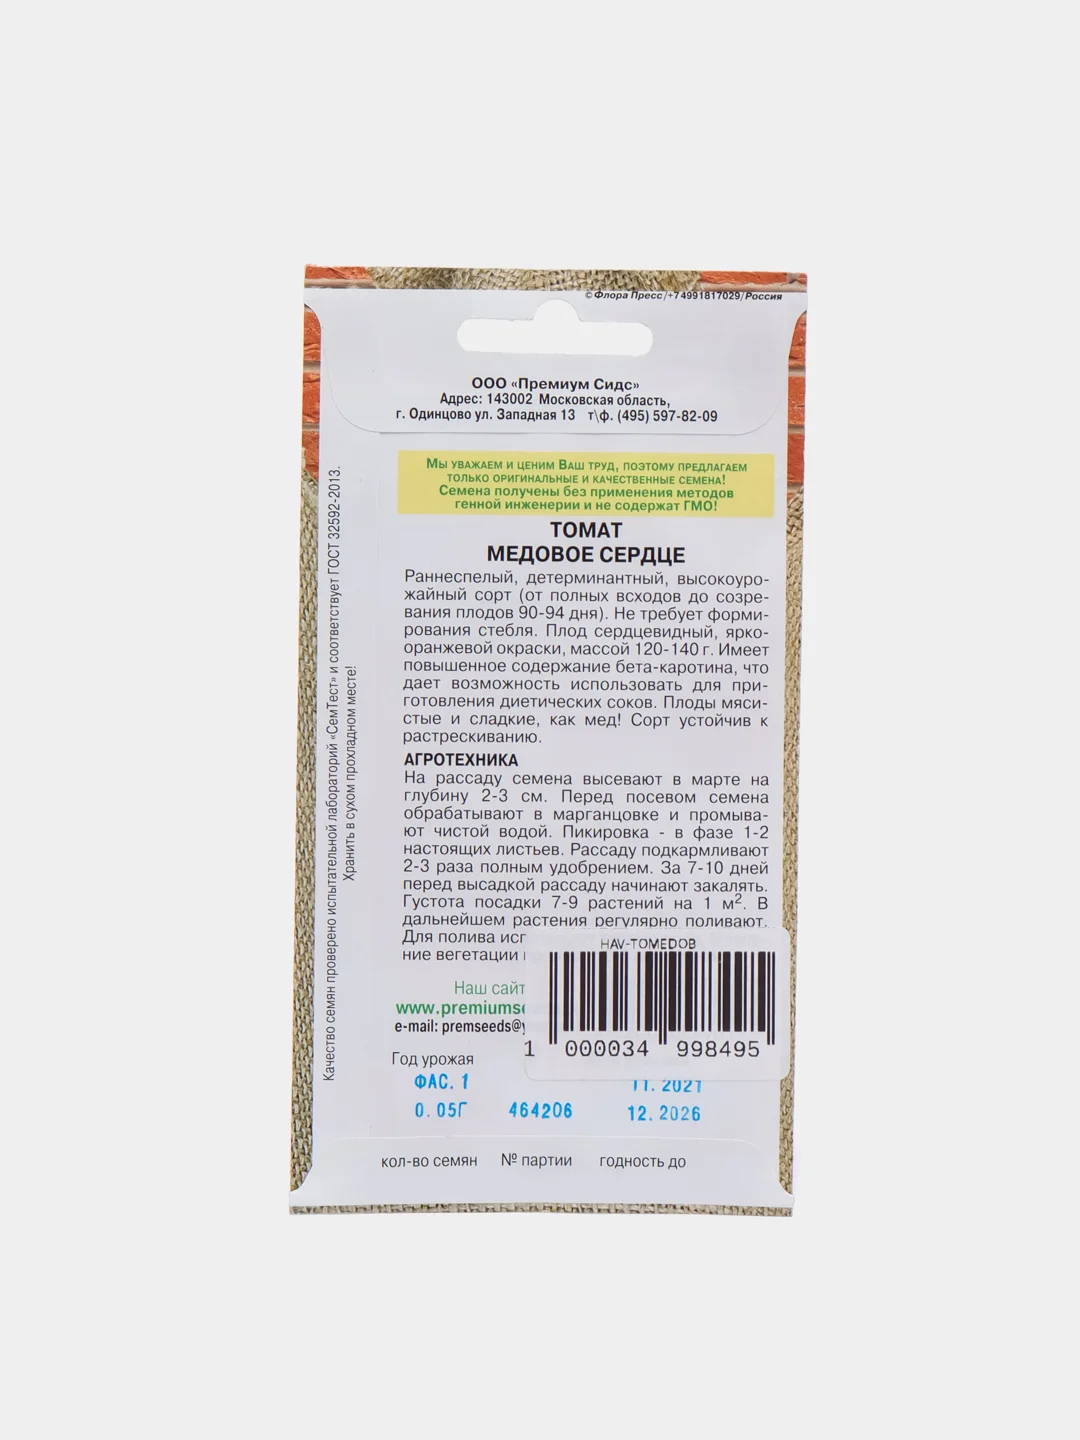 © Флора Пресс/+7 4991817029/Россия
ООО «Премиум Сидс»
Адрес: 143002 Московская область,
г. Одинцово ул. Западная 13 т\ф. (495) 597-82-09
Мы уважаем и ценим Ваш труд, поэтому предлагаем
только оригинальные и качественные семена!
Семена получены без применения методов
генной инженерии и не содержат ГМО!
ТОМАТ
МЕДОВОЕ СЕРДЦЕ
Раннеспелый, детерминантный, высокоуро-
жайный сорт (от полных всходов до созре-
вания плодов 90-94 дня). Не требует форми-
рования стебля. Плод сердцевидный, ярко-
оранжевой окраски, массой 120-140 г. Имеет
повышенное содержание бета-каротина, что
дает возможность использовать для при-
готовления диетических соков. Плоды мяси-
стые и сладкие, как мед! Сорт устойчив к
растрескиванию.
АГРОТЕХНИКА
На рассаду семена высевают в марте на
глубину 2-3 см. Перед посевом семена
обрабатывают в марганцовке и промыва-
ют чистой водой. Пикировка - в фазе 1-2
настоящих листьев. Рассаду подкармливают
2-3 раза полным удобрением. За 7-10 дней
перед высадкой рассаду начинают закалять.
Густота посадки 7-9 растений на 1 м². В
дальнейшем растения регулярно поливают.
Для полива
ние вегетации
HAV-TOMEDOB
1 000034 998495
Наш сайт
www.premiums
e-mail: premseeds@
Год урожая
ФАС. 1 11. 2021
0. 05Г 464206 12. 2026
кол-во семян № партии годность до
Качество семян проверено испытательной лабораторий «СемТест» и соответствует ГОСТ 32592-2013.
Хранить в сухом прохладном месте!